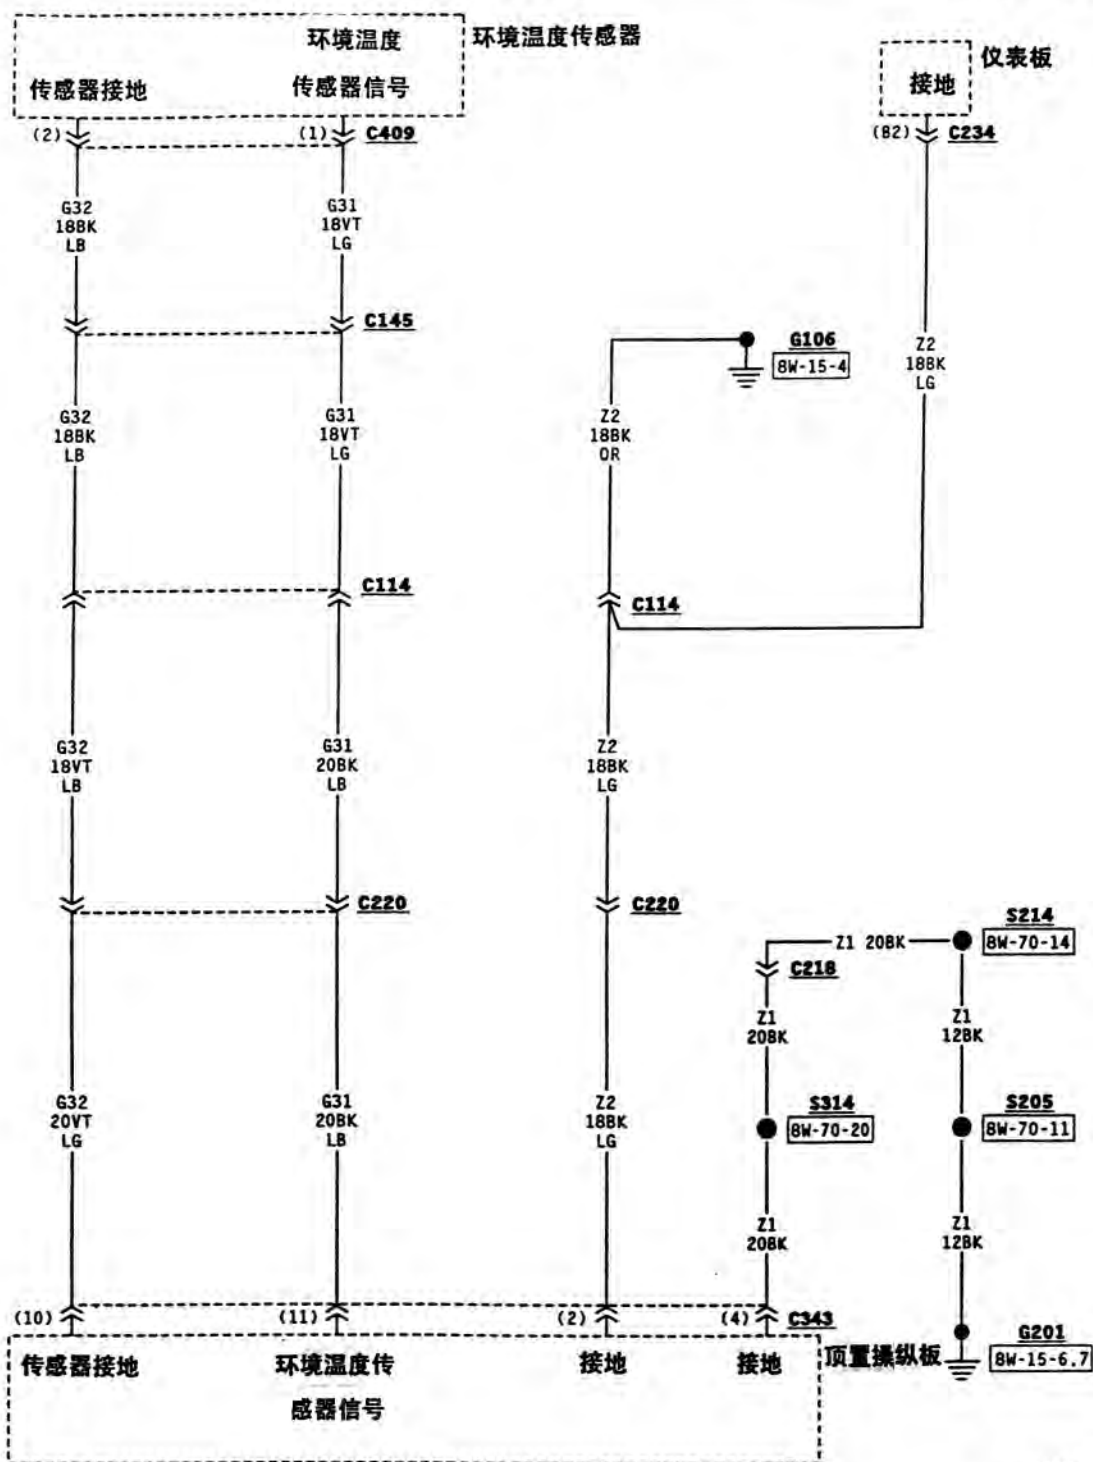 环境温度
环境温度传感器
传感器接地
传感器信号
仪表板
接地
(2)
(1)
C409
(B2)
C234
G32
18BK
LB
G31
18VT
LG
C145
G106
8W-15-4
Z2
18BK
LG
G32
18BK
LB
G31
18VT
LG
Z2
18BK
OR
C114
C114
G32
18VT
LB
G31
20BK
LB
Z2
18BK
LG
C220
C220
S214
8W-70-14
Z1 20BK
C218
Z1
20BK
Z1
12BK
G32
20VT
LG
G31
20BK
LB
Z2
18BK
LG
S314
8W-70-20
S205
8W-70-11
Z1
20BK
Z1
12BK
(10)
(11)
(2)
(4)
C343
G201
8W-15-6.7
传感器接地
环境温度传
感器信号
接地
接地
顶置操纵板